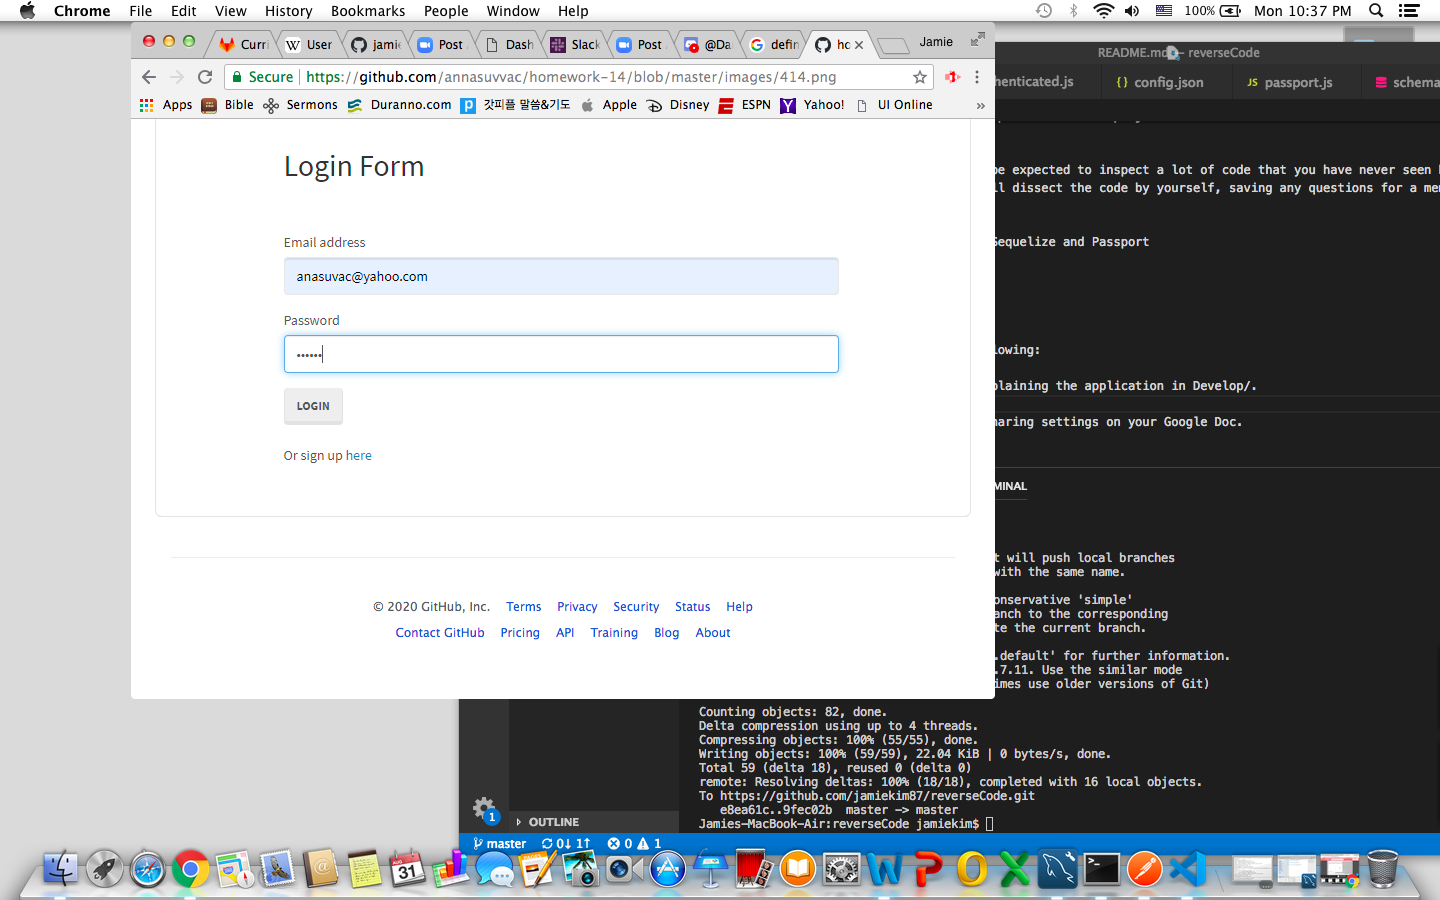 Chrome File Edit View History Bookmarks People Window Help 100% Mon 10:37 PM
Curri User jamie Post Dash Slack Post @Da defin ho Jamie
Secure https://github.com/annasuvvac/homework-14/blob/master/images/414.png
Apps Bible Sermons Duranno.com 갓피플 말씀&기도 Apple Disney ESPN Yahoo! UI Online »
Login Form
Email address
anasuvac@yahoo.com
Password
••••••
LOGIN
Or sign up here
© 2020 GitHub, Inc. Terms Privacy Security Status Help
Contact GitHub Pricing API Training Blog About
README.md — reverseCode
henticated.js {} config.json JS passport.js schema
be expected to inspect a lot of code that you have never seen
ll dissect the code by yourself, saving any questions for a me
Sequelize and Passport
lowing:
plaining the application in Develop/.
haring settings on your Google Doc.
MINAL
t will push local branches
with the same name.
onservative 'simple'
anch to the corresponding
te the current branch.
.default' for further information.
.7.11. Use the similar mode
imes use older versions of Git)
Counting objects: 82, done.
Delta compression using up to 4 threads.
Compressing objects: 100% (55/55), done.
Writing objects: 100% (59/59), 22.04 KiB | 0 bytes/s, done.
Total 59 (delta 18), reused 0 (delta 0)
remote: Resolving deltas: 100% (18/18), completed with 16 local objects.
To https://github.com/jamiekim87/reverseCode.git
e8ea61c..9fec02b master -> master
Jamies-MacBook-Air:reverseCode jamiekim$
1
OUTLINE
master 0↓ 1↑ 0 1
AUG
31